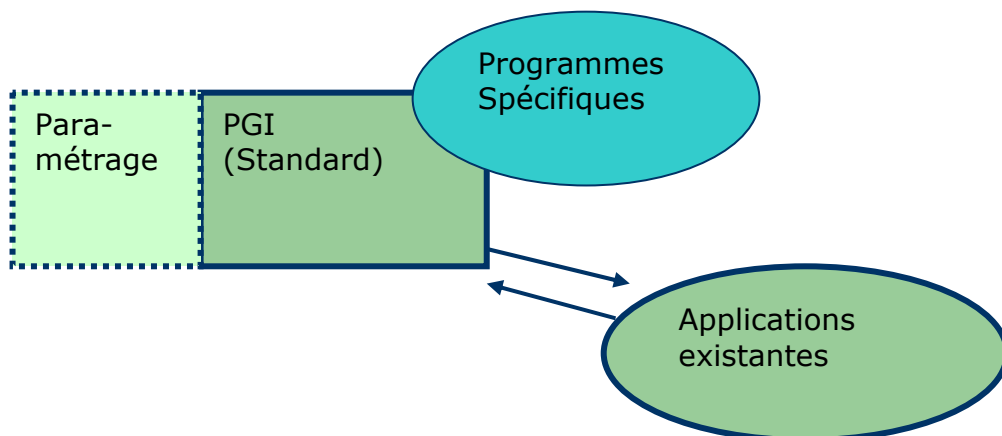 Programmes
Spécifiques
Para-
métrage
PGI
(Standard)
Applications
existantes